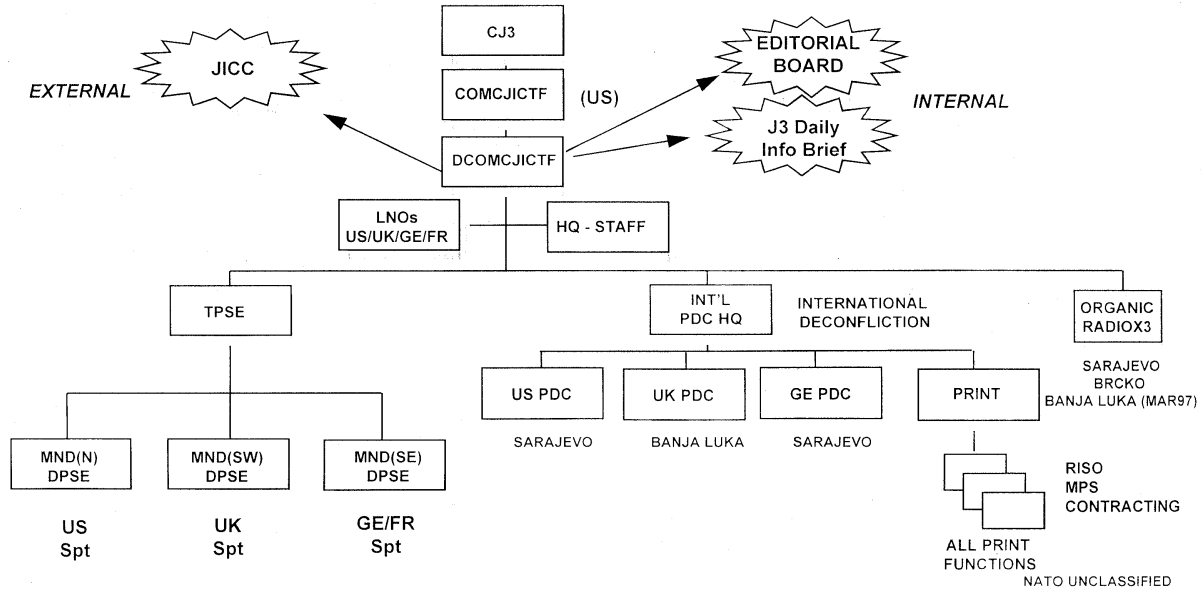 CJ3
JICC
EDITORIAL
BOARD
EXTERNAL
COMCJICTF
(US)
INTERNAL
J3 Daily
Info Brief
DCOMCJICTF
LNOs
US/UK/GE/FR
HQ - STAFF
TPSE
INT'L
PDC HQ
INTERNATIONAL
DECONFLICTION
ORGANIC
RADIOX3
SARAJEVO
BRCKO
BANJA LUKA (MAR97)
US PDC
UK PDC
GE PDC
PRINT
SARAJEVO
BANJA LUKA
SARAJEVO
MND(N)
DPSE
MND(SW)
DPSE
MND(SE)
DPSE
RISO
MPS
CONTRACTING
US
Spt
UK
Spt
GE/FR
Spt
ALL PRINT
FUNCTIONS
NATO UNCLASSIFIED